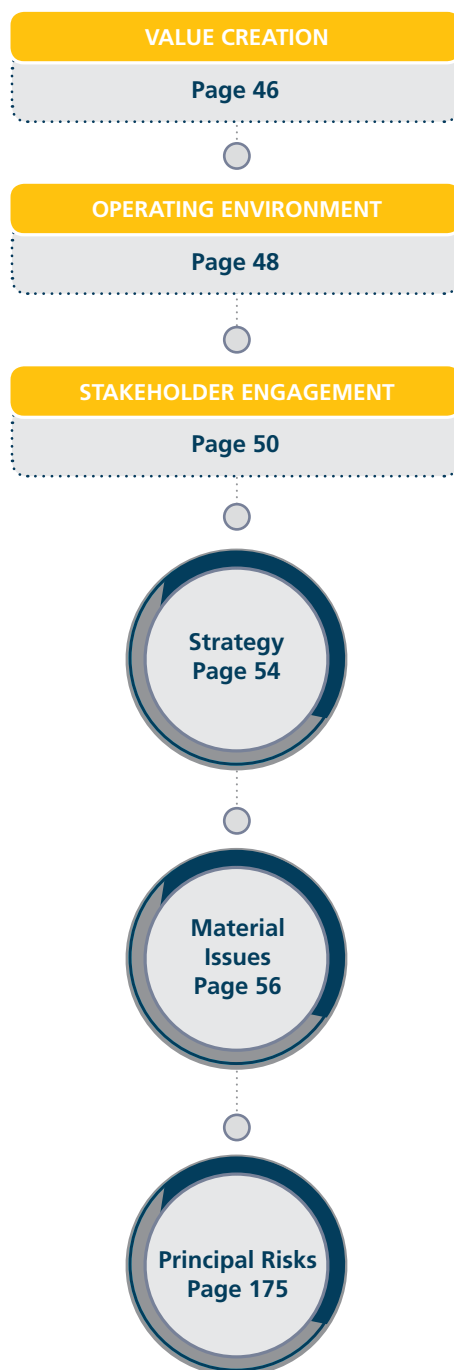 VALUE CREATION
Page 46
OPERATING ENVIRONMENT
Page 48
STAKEHOLDER ENGAGEMENT
Page 50
Strategy
Page 54
Material
Issues
Page 56
Principal Risks
Page 175